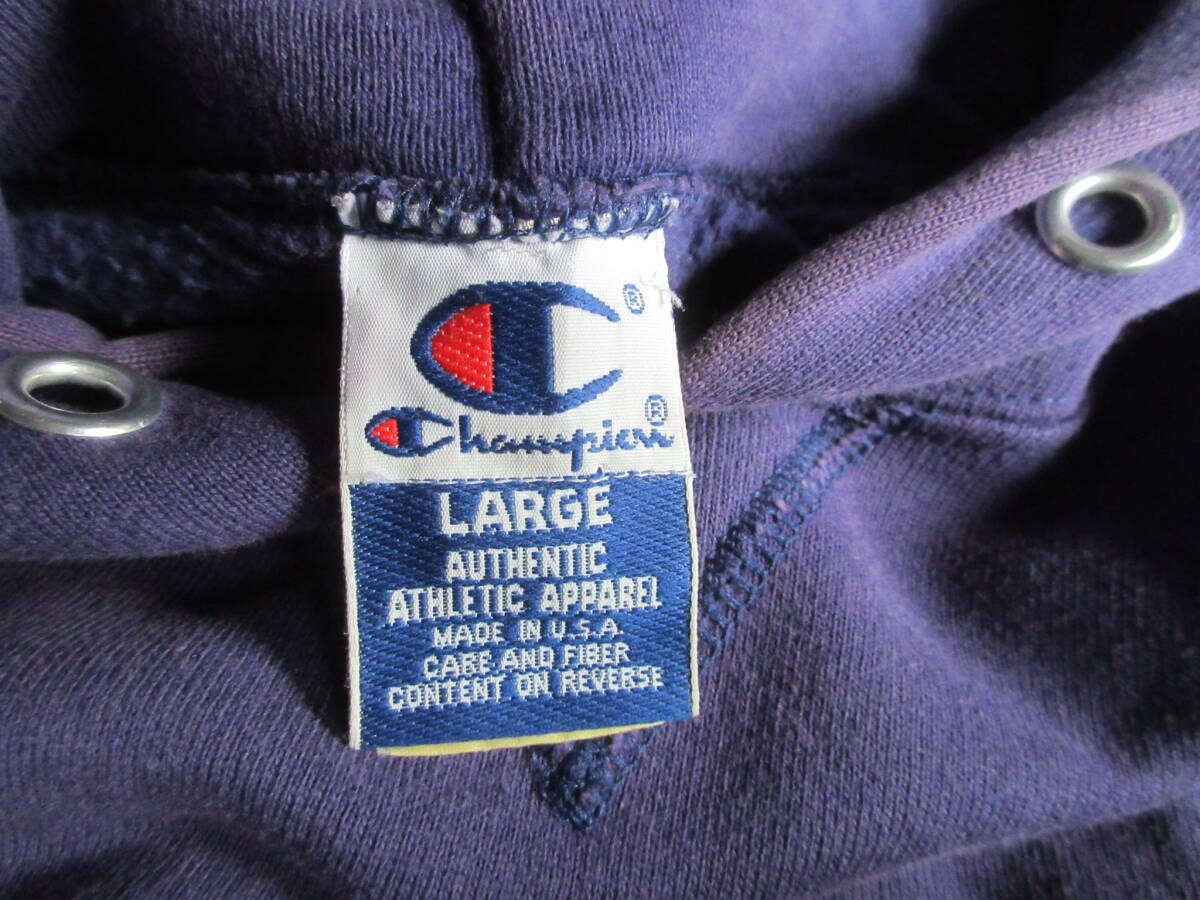 ®
Champion®
LARGE
AUTHENTIC
ATHLETIC APPAREL
MADE IN U.S.A.
CARE AND FIBER
CONTENT ON REVERSE